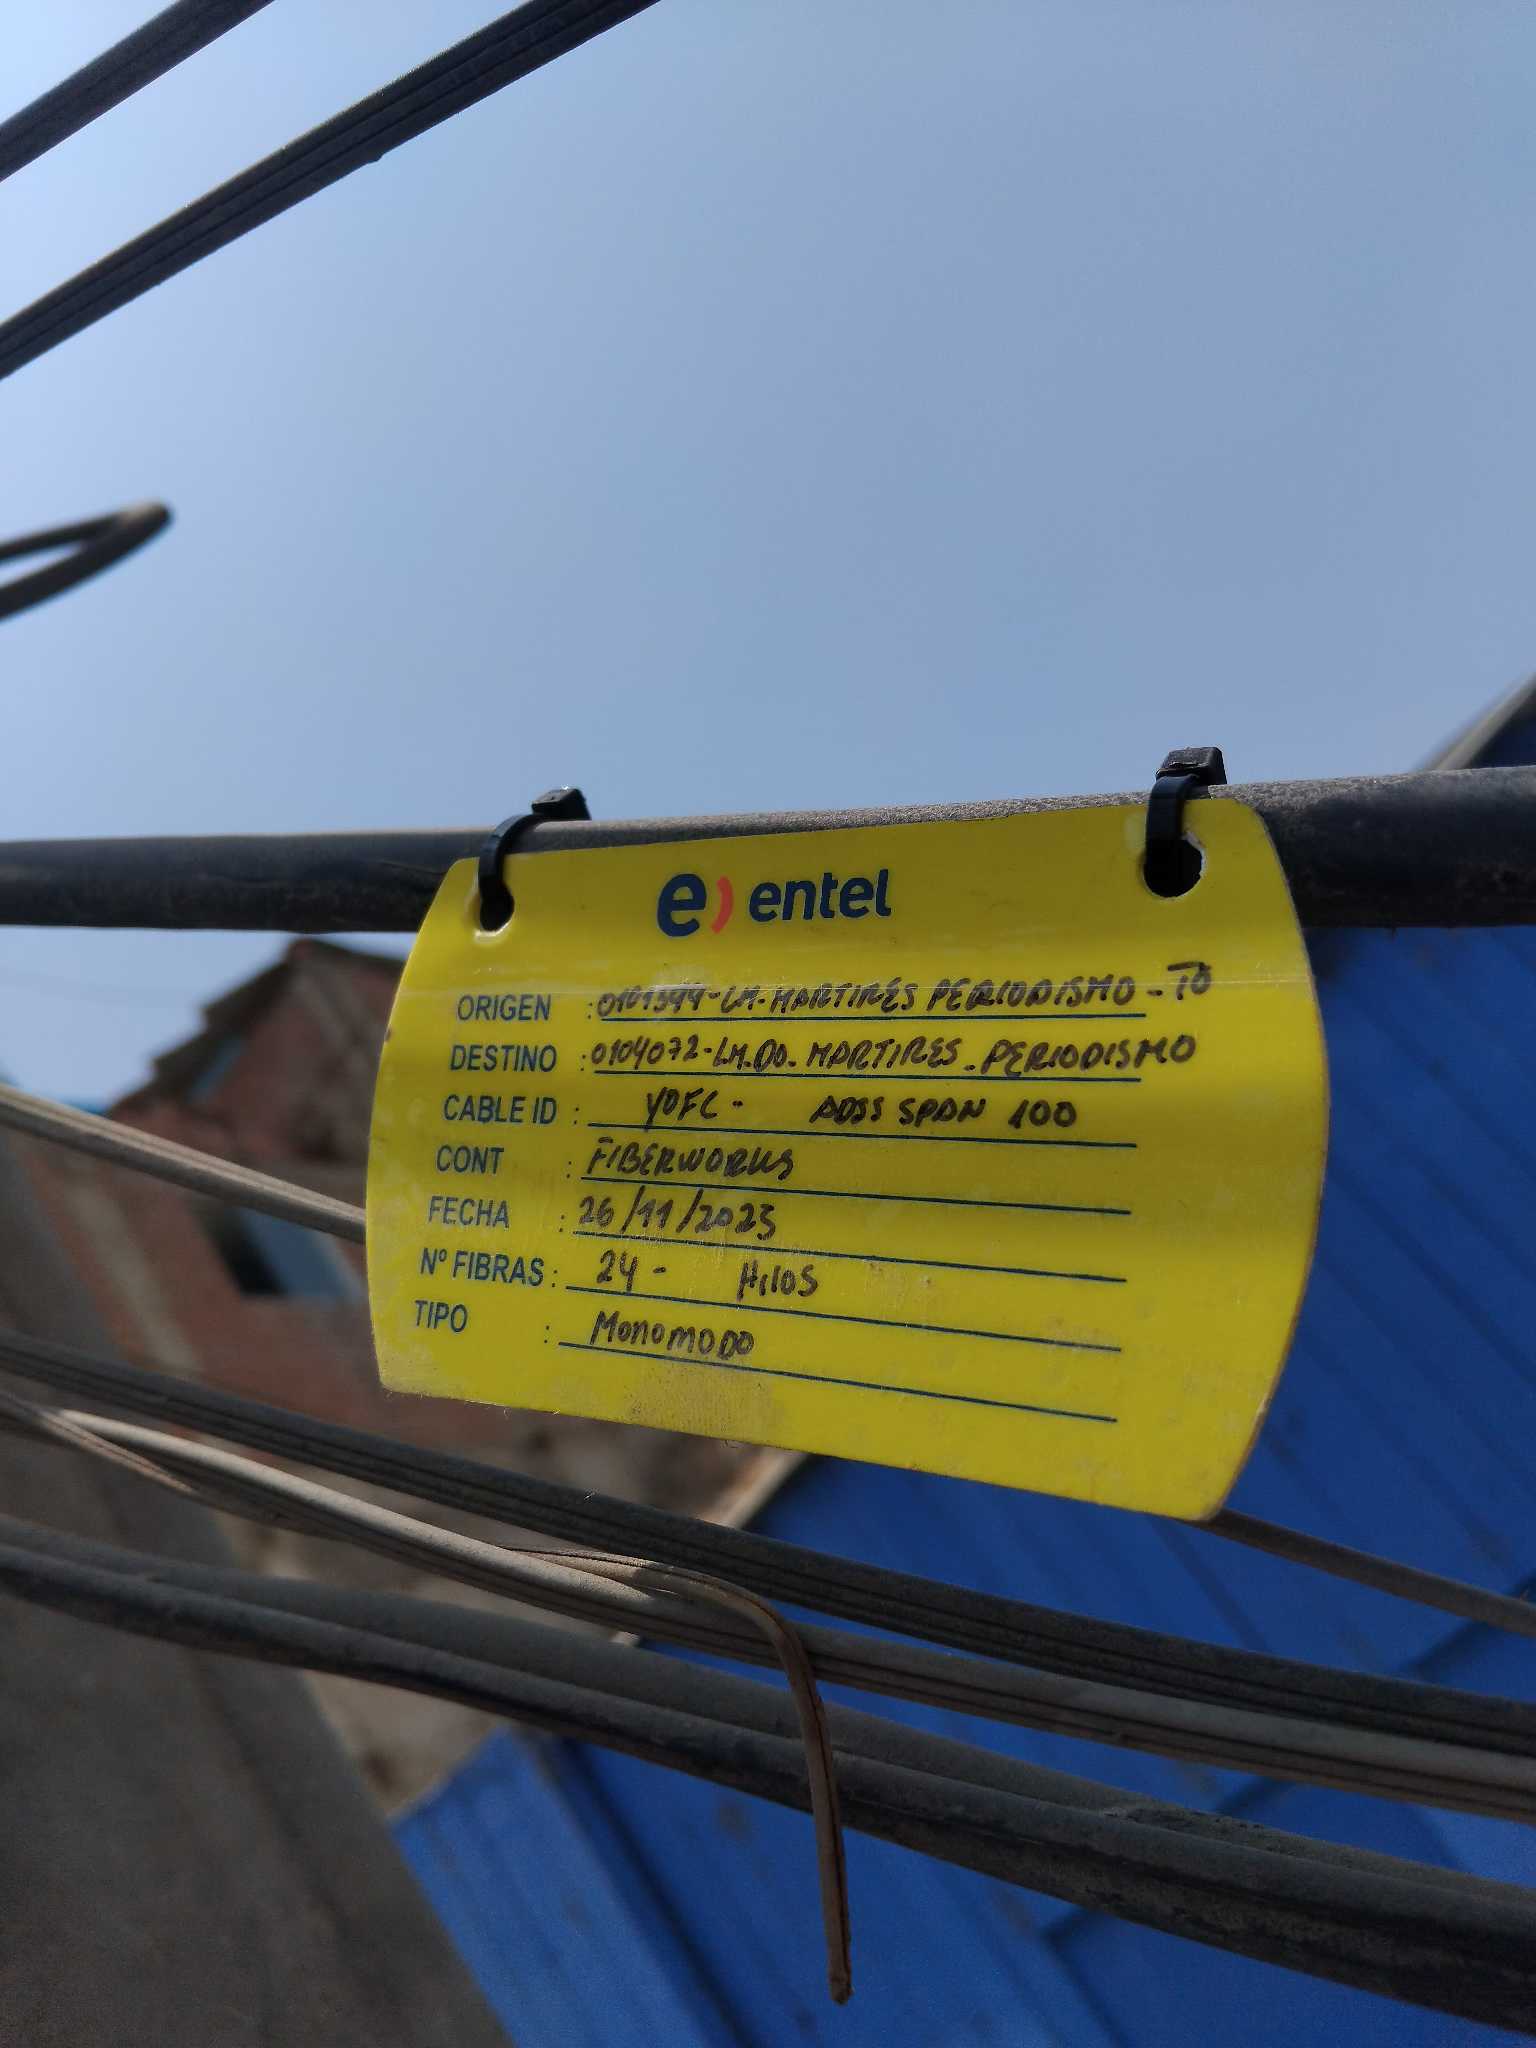 e) entel
ORIGEN : 0101544-LM.MARTIRES PERIODISMO-TO
DESTINO : 0104072-LM.DO. MARTIRES-PERIODISMO
CABLE ID : YOFC - ADSS SPAN 100
CONT : FIBERWORKS
FECHA : 26/11/2023
Nº FIBRAS : 24 - Hilos
TIPO : MONOMODO